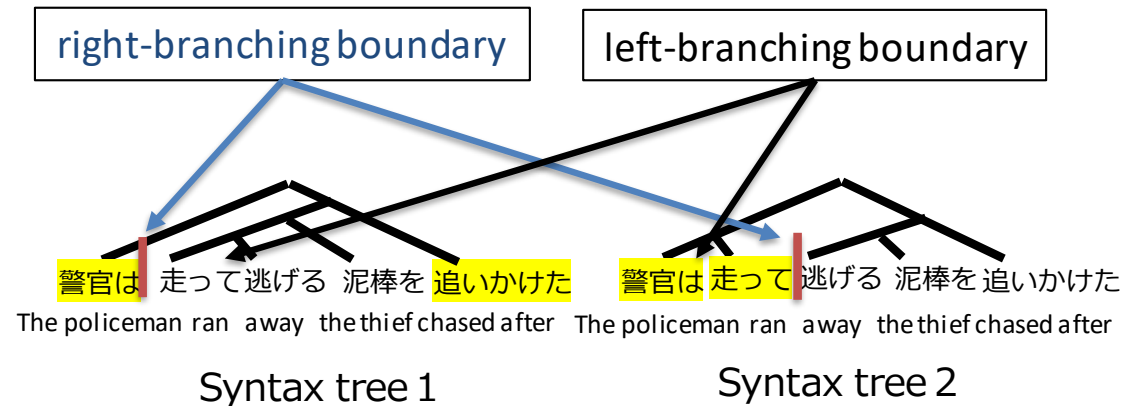 right-branching boundary
left-branching boundary
警官は 走って逃げる 泥棒を 追いかけた
The policeman ran away the thief chased after
Syntax tree 1
警官は 走って 逃げる 泥棒を 追いかけた
The policeman ran away the thief chased after
Syntax tree 2